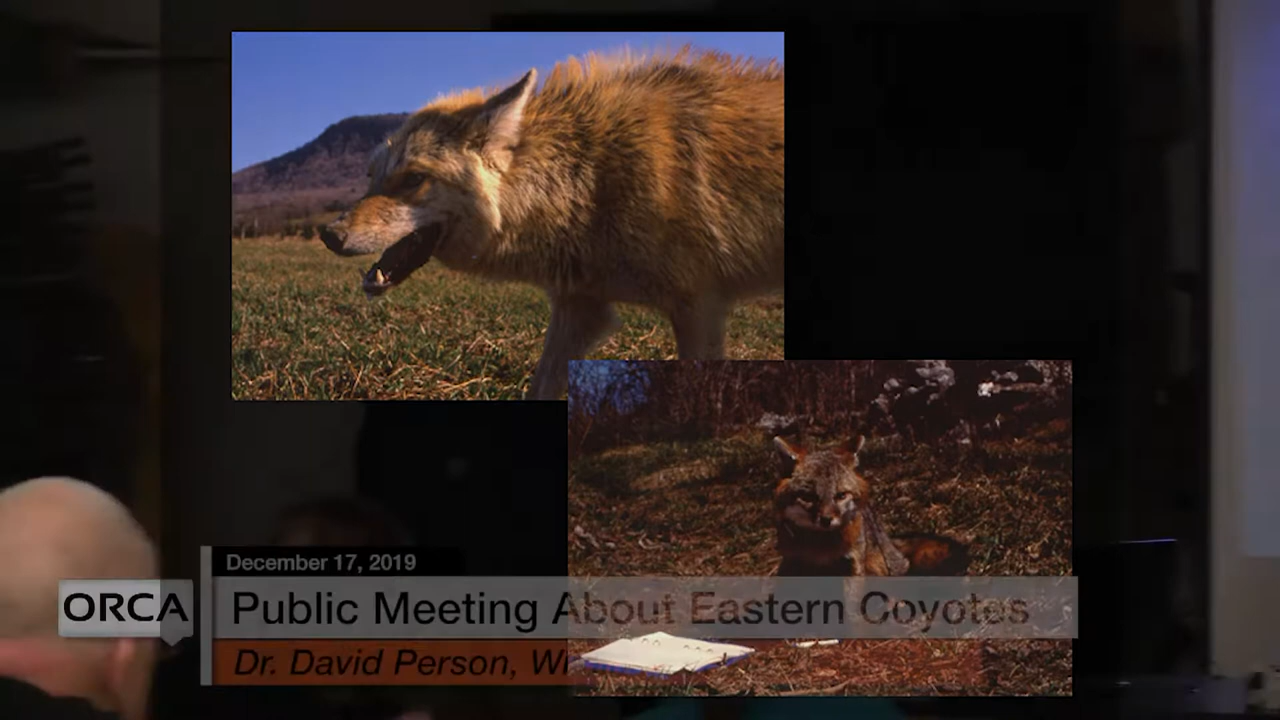 December 17, 2019
ORCA
Public Meeting About Eastern Coyotes
Dr. David Person,